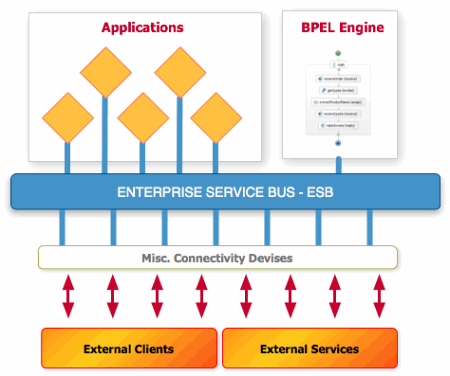 Applications
BPEL Engine
ENTERPRISE SERVICE BUS - ESB
Misc. Connectivity Devises
External Clients
External Services